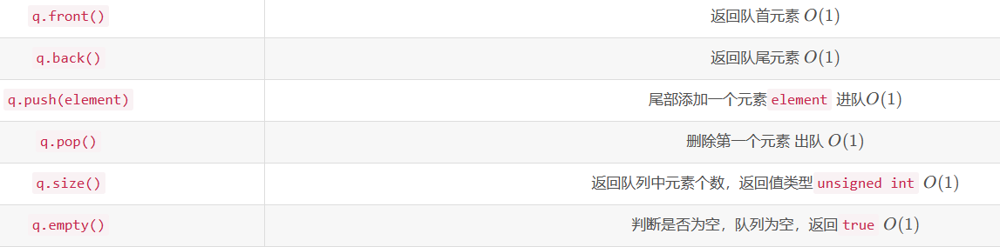 q.front() 返回队首元素 O(1)
q.back() 返回队尾元素 O(1)
q.push(element) 尾部添加一个元素 element 进队O(1)
q.pop() 删除第一个元素 出队 O(1)
q.size() 返回队列中元素个数，返回值类型 unsigned int O(1)
q.empty() 判断是否为空，队列为空，返回 true O(1)